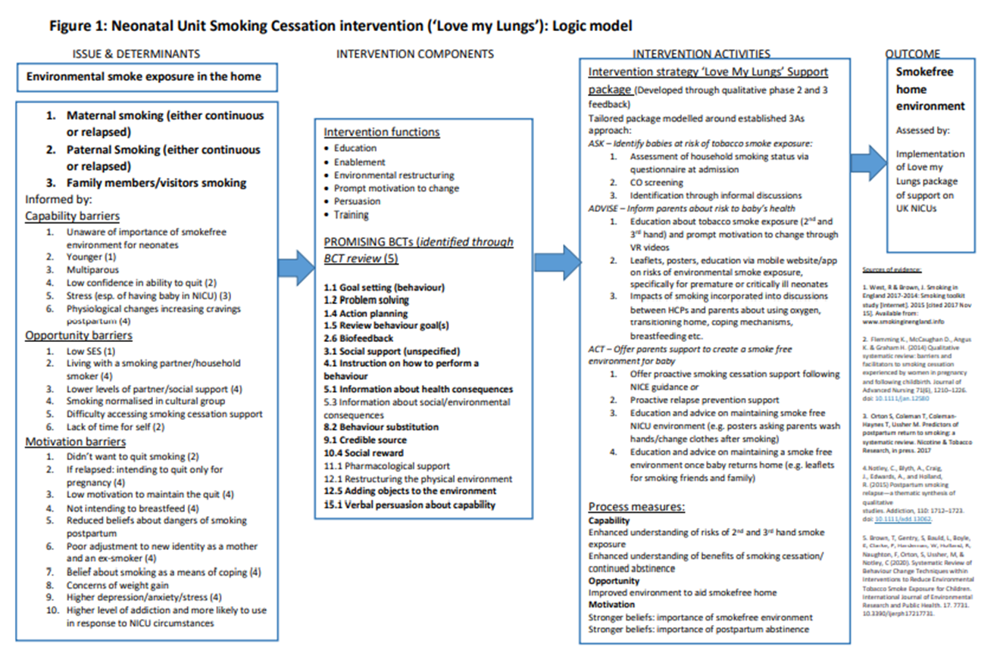 Figure 1: Neonatal Unit Smoking Cessation intervention ('Love my Lungs'): Logic model
ISSUE & DETERMINANTS
Environmental smoke exposure in the home
1. Maternal smoking (either continuous
or relapsed)
2. Paternal Smoking (either continuous
or relapsed)
3. Family members/visitors smoking
Informed by:
Capability barriers
1. Unaware of importance of smokefree
environment for neonates
2. Younger (1)
3. Multiparous
4. Low confidence in ability to quit (2)
5. Stress (esp. of having baby in NICU) (3)
6. Physiological changes increasing cravings
postpartum (4)
Opportunity barriers
1. Low SES (1)
2. Living with a smoking partner/household
smoker (4)
3. Lower levels of partner/social support (4)
4. Smoking normalised in cultural group
5. Difficulty accessing smoking cessation support
6. Lack of time for self (2)
Motivation barriers
1. Didn't want to quit smoking (2)
2. If relapsed: intending to quit only for
pregnancy (4)
3. Low motivation to maintain the quit (4)
4. Not intending to breastfeed (4)
5. Reduced beliefs about dangers of smoking
postpartum
6. Poor adjustment to new identity as a mother
and an ex-smoker (4)
7. Belief about smoking as a means of coping (4)
8. Concerns of weight gain
9. Higher depression/anxiety/stress (4)
10. Higher level of addiction and more likely to use
in response to NICU circumstances
INTERVENTION COMPONENTS
Intervention functions
• Education
• Enablement
• Environmental restructuring
• Prompt motivation to change
• Persuasion
• Training
PROMISING BCTs (identified through
BCT review (5)
1.1 Goal setting (behaviour)
1.2 Problem solving
1.4 Action planning
1.5 Review behaviour goal(s)
2.6 Biofeedback
3.1 Social support (unspecified)
4.1 Instruction on how to perform a
behaviour
5.1 Information about health consequences
5.3 Information about social/environmental
consequences
8.2 Behaviour substitution
9.1 Credible source
10.4 Social reward
11.1 Pharmacological support
12.1 Restructuring the physical environment
12.5 Adding objects to the environment
15.1 Verbal persuasion about capability
INTERVENTION ACTIVITIES
Intervention strategy 'Love My Lungs' Support
package (Developed through qualitative phase 2 and 3
feedback)
Tailored package modelled around established 3As
approach:
ASK – Identify babies at risk of tobacco smoke exposure:
1. Assessment of household smoking status via
questionnaire at admission
2. CO screening
3. Identification through informal discussions
ADVISE – Inform parents about risk to baby's health
1. Education about tobacco smoke exposure (2nd and
3rd hand) and prompt motivation to change through
VR videos
2. Leaflets, posters, education via mobile website/app
on risks of environmental smoke exposure,
specifically for premature or critically ill neonates
3. Impacts of smoking incorporated into discussions
between HCPs and parents about using oxygen,
transitioning home, coping mechanisms,
breastfeeding etc.
ACT – Offer parents support to create a smoke free
environment for baby
1. Offer proactive smoking cessation support following
NICE guidance or
2. Proactive relapse prevention support
3. Education and advice on maintaining smoke free
NICU environment (e.g. posters asking parents wash
hands/change clothes after smoking)
4. Education and advice on maintaining a smoke free
environment once baby returns home (e.g. leaflets
for smoking friends and family)
Process measures:
Capability
Enhanced understanding of risks of 2nd and 3rd hand smoke
exposure
Enhanced understanding of benefits of smoking cessation/
continued abstinence
Opportunity
Improved environment to aid smokefree home
Motivation
Stronger beliefs: importance of smokefree environment
Stronger beliefs: importance of postpartum abstinence
OUTCOME
Smokefree
home
environment
Assessed by:
Implementation
of Love my
Lungs package
of support on
UK NICUs
Sources of evidence:
1. West, R & Brown, J. Smoking in
England 2017-2014: Smoking toolkit
study [Internet]. 2015 [cited 2017 Nov
15]. Available from:
www.smokinginengland.info
2. Flemming K., McCaughan D., Angus
K. & Graham H. (2014) Qualitative
systematic review: barriers and
facilitators to smoking cessation
experienced by women in pregnancy
and following childbirth. Journal of
Advanced Nursing 71(6), 1210–1226.
doi: 10.1111/jan.12580
3. Orton S, Coleman T, Coleman-
Haynes T, Ussher M. Predictors of
postpartum return to smoking: a
systematic review. Nicotine & Tobacco
Research, in press. 2017
4.Notley, C., Blyth, A., Craig,
J., Edwards, A., and Holland,
R. (2015) Postpartum smoking
relapse—a thematic synthesis of
qualitative
studies. Addiction, 110: 1712–1723.
doi: 10.1111/add.13062.
5. Brown, T, Gentry, S, Bauld, L, Boyle,
E, Clarke, P, Hardeman, W, Holland, R,
Naughton, F, Orton, S, Ussher, M, &
Notley, C (2020). Systematic Review of
Behaviour Change Techniques within
Interventions to Reduce Environmental
Tobacco Smoke Exposure for Children.
International Journal of Environmental
Research and Public Health. 17. 7731.
10.3390/ijerph17217731.